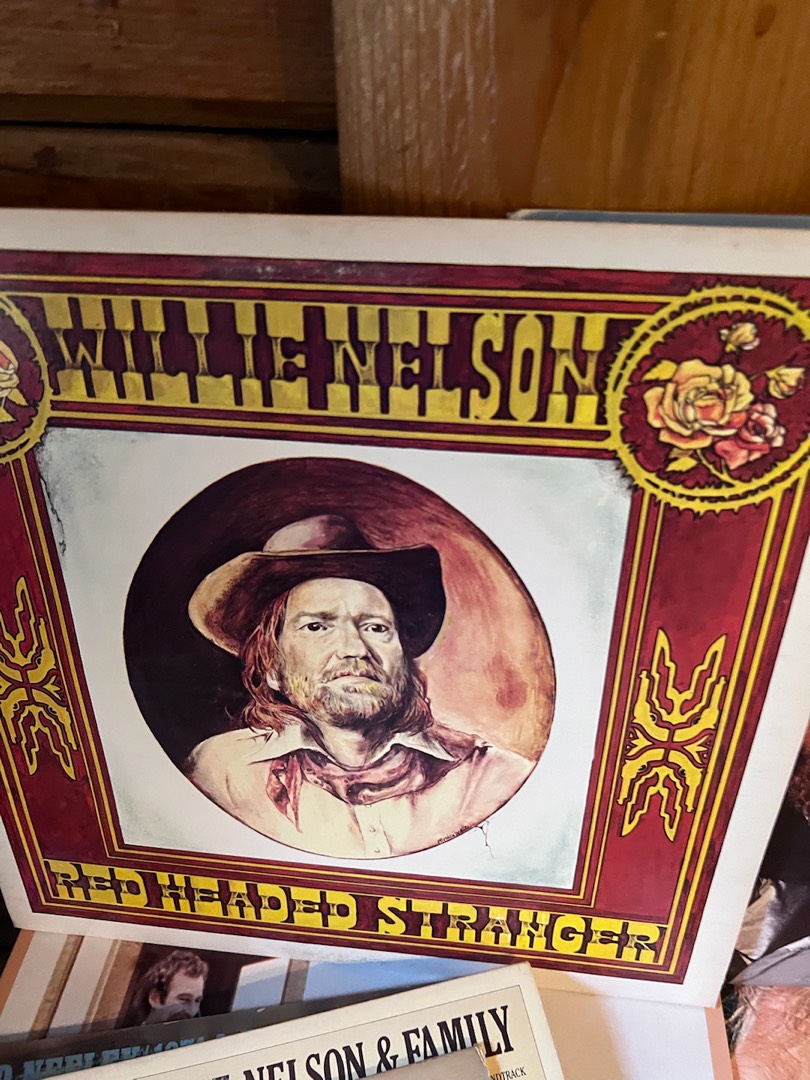 WILLIE NELSON
RED HEADED STRANGER
NELSON & FAMILY